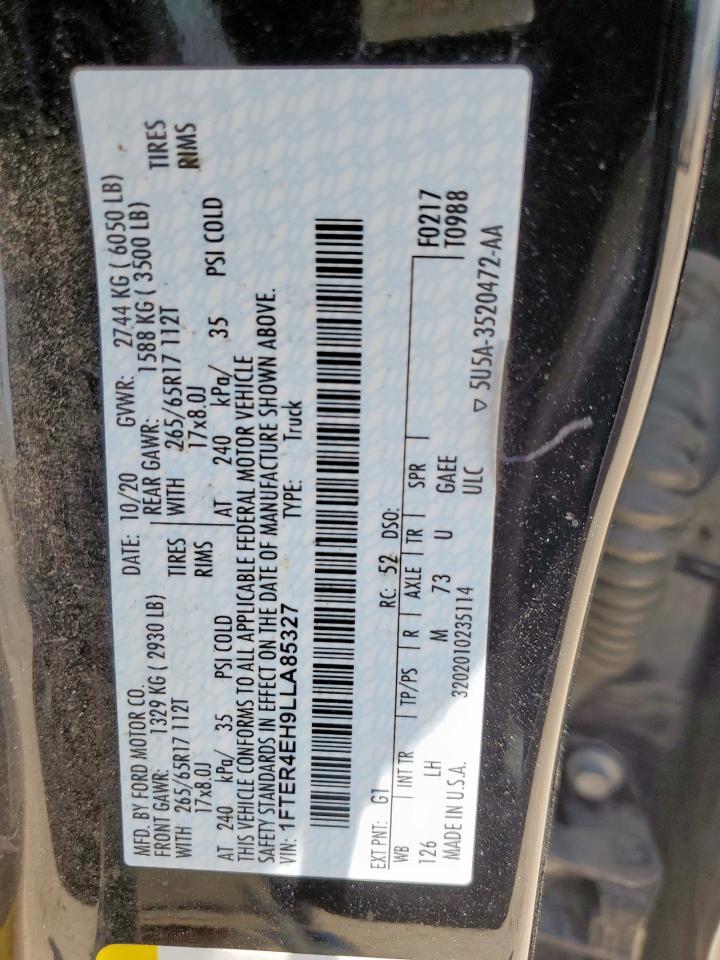 MFD. BY FORD MOTOR CO.
DATE: 10/20 GVWR: 2744 KG ( 6050 LB)
FRONT GAWR: 1329 KG ( 2930 LB) REAR GAWR: 1588 KG ( 3500 LB)
WITH 265/65R17 112T TIRES WITH 265/65R17 112T TIRES
17x8.0J RIMS 17x8.0J RIMS
AT 240 kPa/ 35 PSI COLD AT 240 kPa/ 35 PSI COLD
THIS VEHICLE CONFORMS TO ALL APPLICABLE FEDERAL MOTOR VEHICLE
SAFETY STANDARDS IN EFFECT ON THE DATE OF MANUFACTURE SHOWN ABOVE.
VIN: 1FTER4EH9LLA85327 TYPE: Truck
EXT PNT: G1 RC: 52 DSO: F0217
WB INT TR TP/PS R AXLE TR SPR T0988
126 LH M 73 U GAEE
MADE IN U.S.A. 3202010235114 ULC ▽ 5U5A-3520472-AA